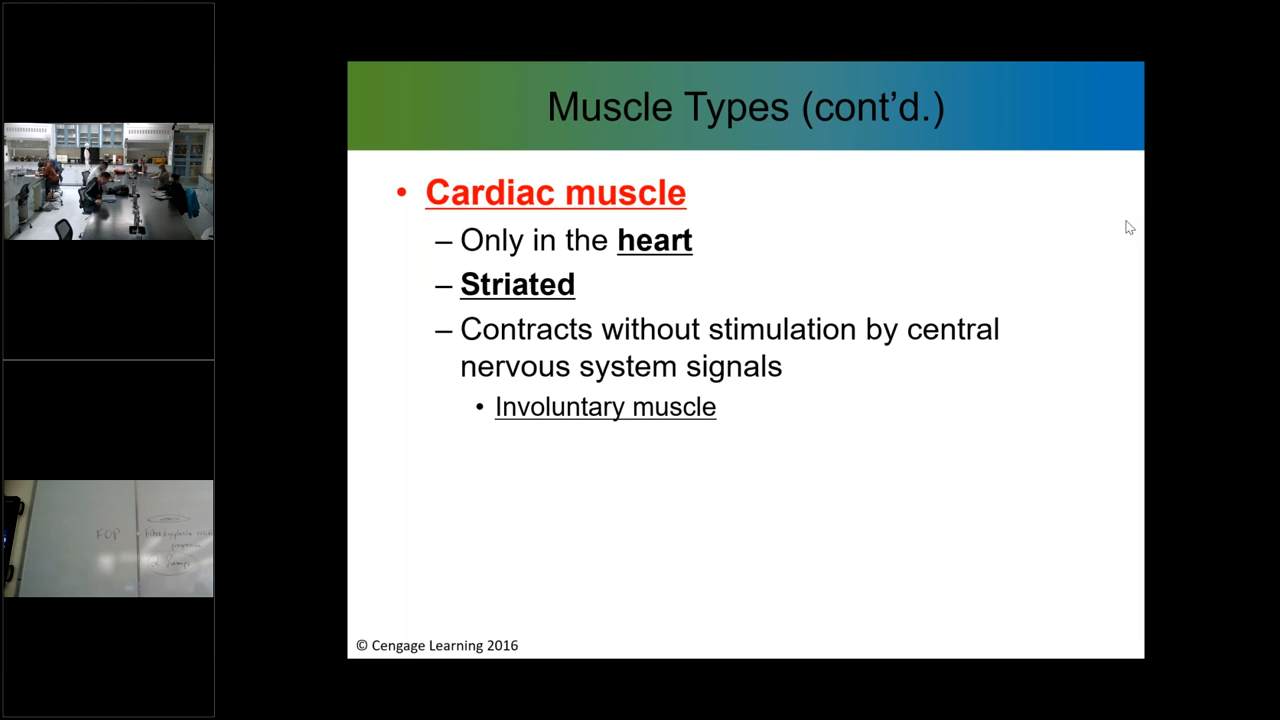 Muscle Types (cont’d.)
• Cardiac muscle
– Only in the heart
– Striated
– Contracts without stimulation by central
nervous system signals
• Involuntary muscle
© Cengage Learning 2016
FOP